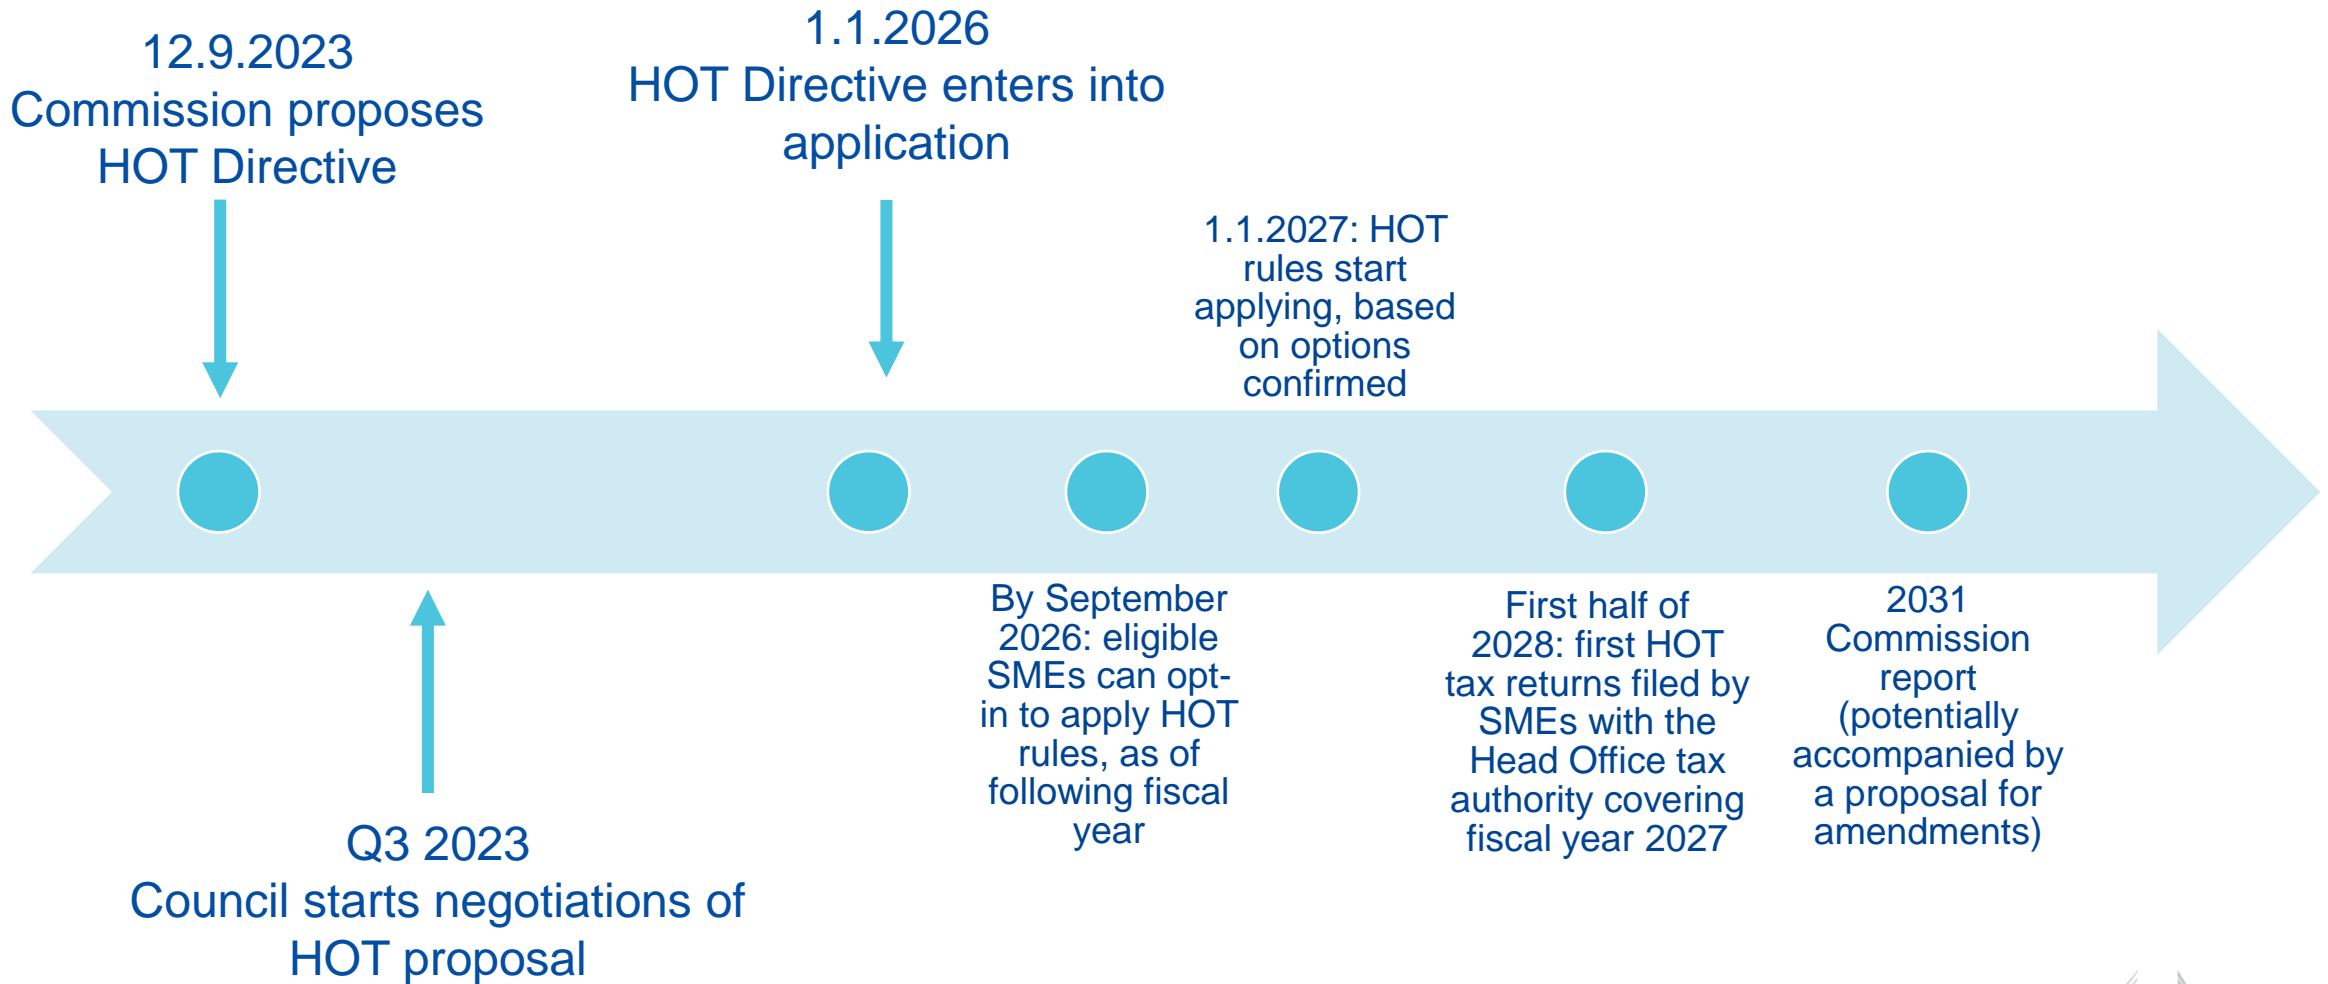 12.9.2023
Commission proposes
HOT Directive
1.1.2026
HOT Directive enters into
application
1.1.2027: HOT
rules start
applying, based
on options
confirmed
Q3 2023
Council starts negotiations of
HOT proposal
By September
2026: eligible
SMEs can opt-
in to apply HOT
rules, as of
following fiscal
year
First half of
2028: first HOT
tax returns filed by
SMEs with the
Head Office tax
authority covering
fiscal year 2027
2031
Commission
report
(potentially
accompanied by
a proposal for
amendments)